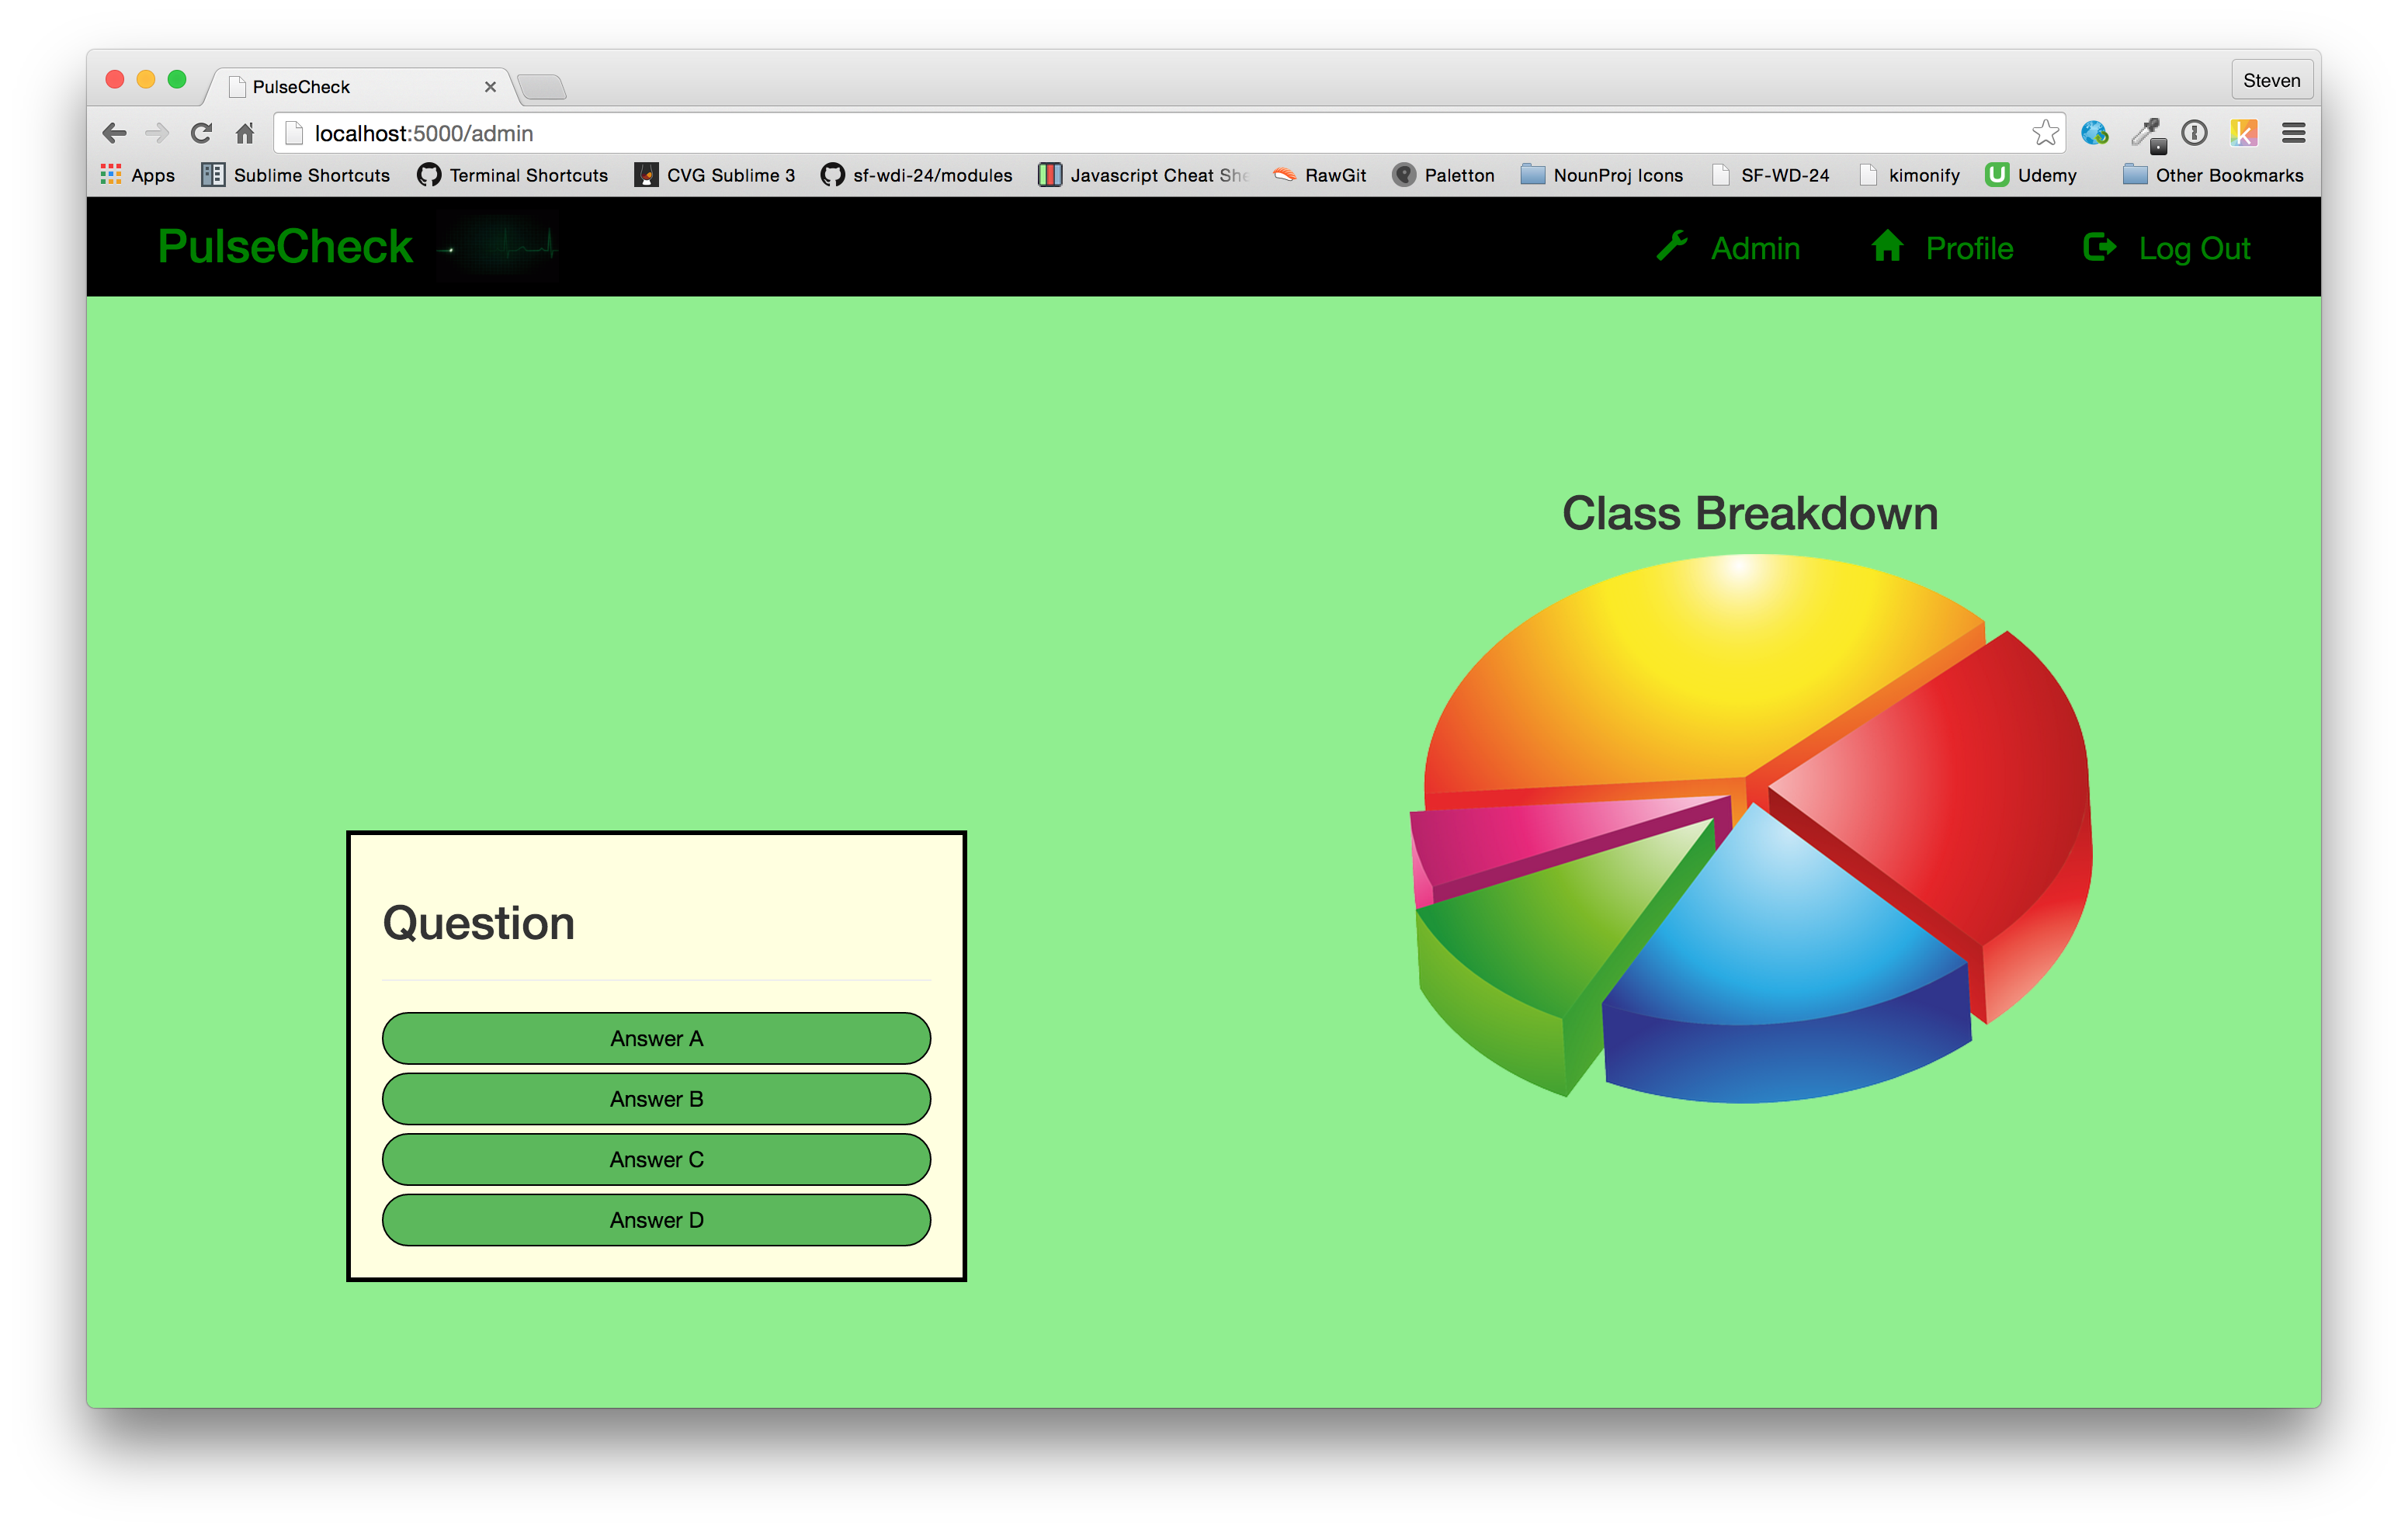 PulseCheck
Steven
localhost:5000/admin
Apps Sublime Shortcuts Terminal Shortcuts CVG Sublime 3 sf-wdi-24/modules Javascript Cheat She RawGit Paletton NounProj Icons SF-WD-24 kimonify Udemy Other Bookmarks
PulseCheck Admin Profile Log Out
Class Breakdown
Question
Answer A
Answer B
Answer C
Answer D